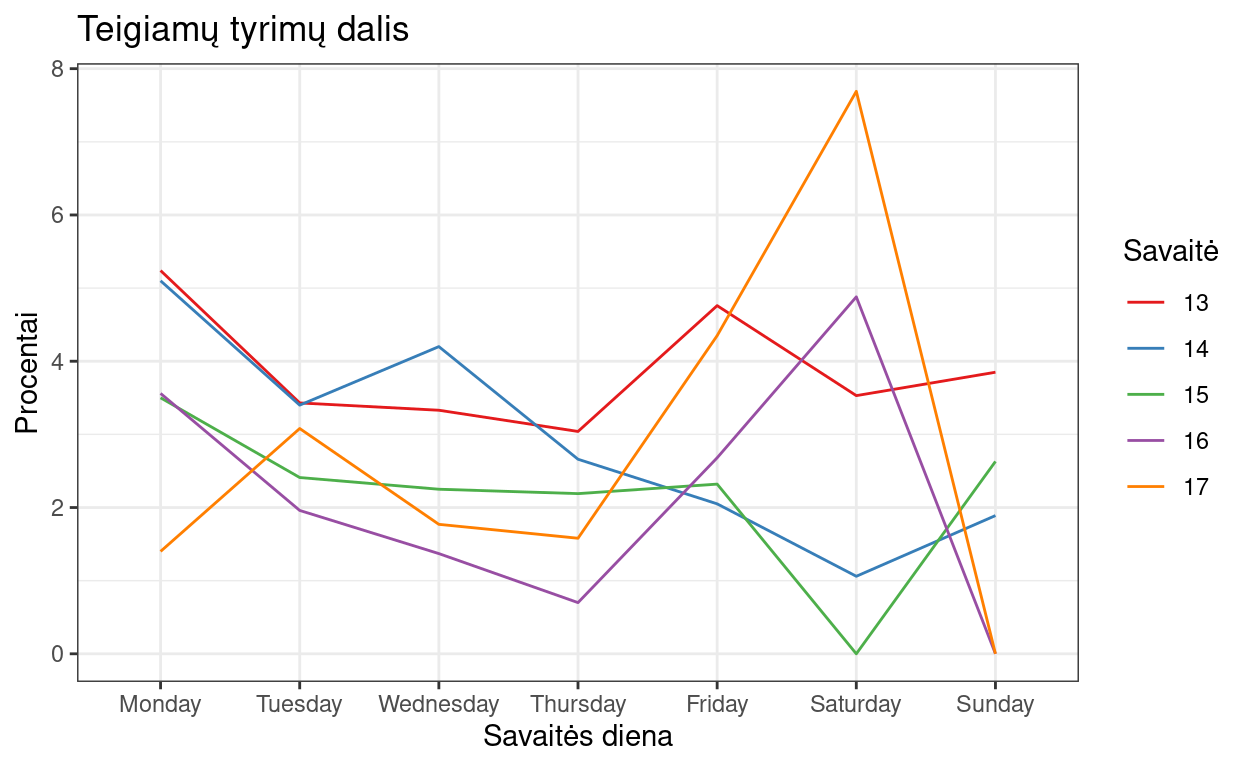 Teigiamų tyrimų dalis
Procentai
8
6
4
2
0
Monday Tuesday Wednesday Thursday Friday Saturday Sunday
Savaitės diena
Savaitė
13
14
15
16
17